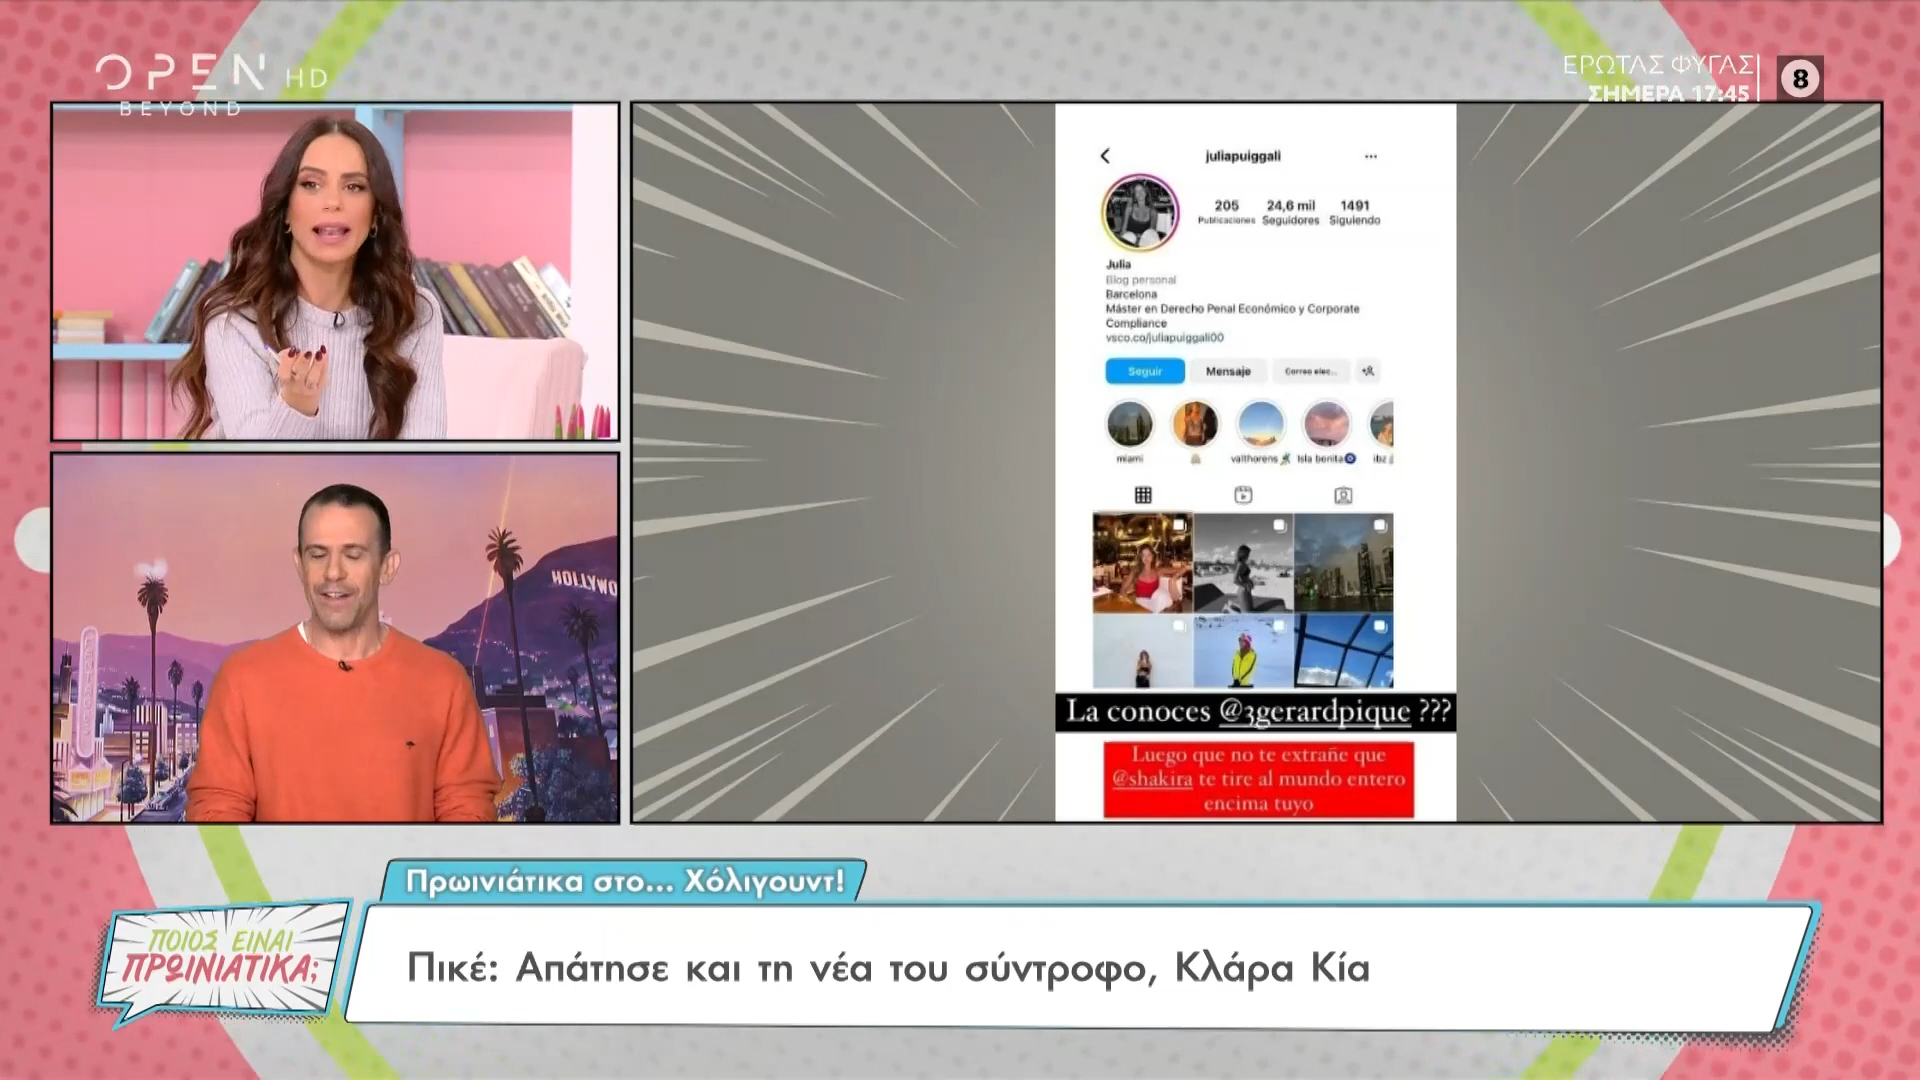 OPEN HD
BEYOND
ΕΡΩΤΑΣ ΦΥΓΑΣ
ΣΗΜΕΡΑ 17:45
8
juliapuiggali
205 24,6 mil 1491
Publicaciones Seguidores Siguiendo
Julia
Blog personal
Barcelona
Máster en Derecho Penal Económico y Corporate
Compliance
vsco.co/juliapuiggali00
Seguir Mensaje Correo elec...
miami valthorens Isla bonita ibz
HOLLYWO
La conoces @3gerardpique ???
Luego que no te extrañe que
@shakira te tire al mundo entero
encima tuyo
Πρωινιάτικα στο... Χόλιγουντ!
ΠΟΙΟΣ ΕΙΝΑΙ
ΠΡΩΙΝΙΑΤΙΚΑ;
Πικέ: Απάτησε και τη νέα του σύντροφο, Κλάρα Κία